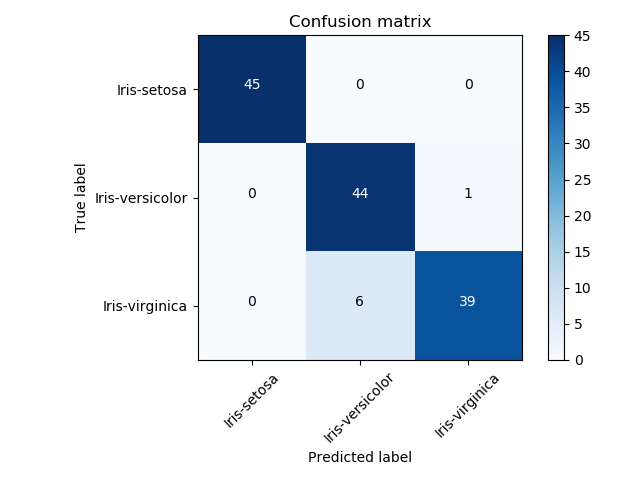 Confusion matrix
True label
Iris-setosa
45 0 0
Iris-versicolor
0 44 1
Iris-virginica
0 6 39
Iris-setosa
Iris-versicolor
Iris-virginica
Predicted label
45
40
35
30
25
20
15
10
5
0